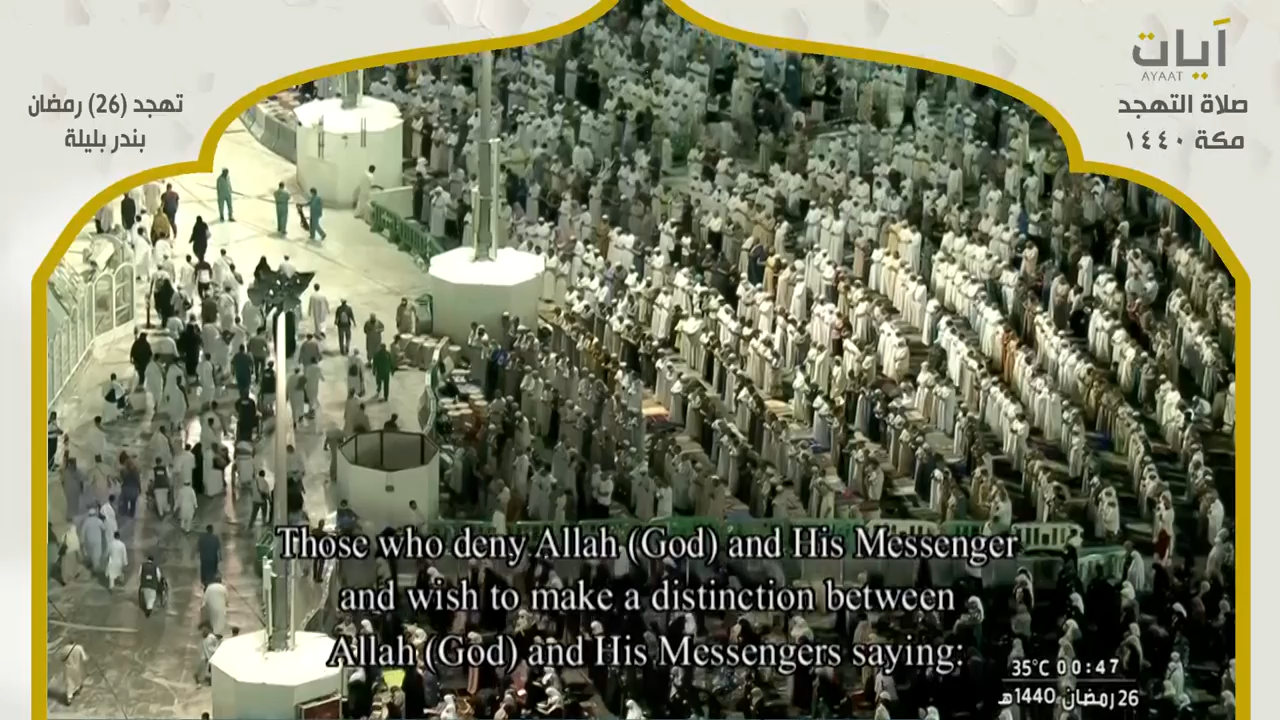 آيات
AYAAT
صلاة التهجد
مكة ١٤٤٠
تهجد (26) رمضان
بندر بليلة
Those who deny Allah (God) and His Messenger
and wish to make a distinction between
Allah (God) and His Messengers saying:
35°C 00:47
26 رمضان 1440هـ